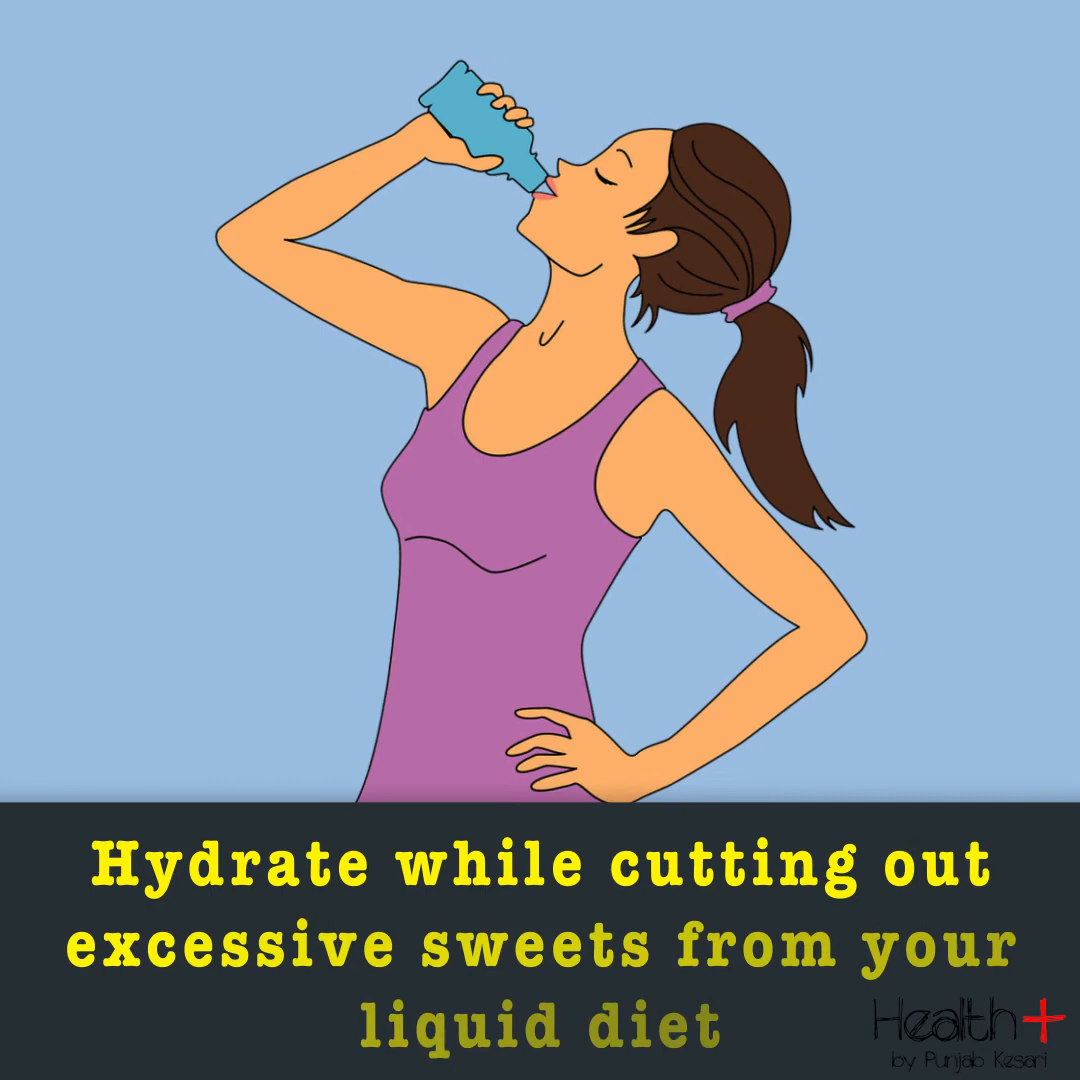 Hydrate while cutting out
excessive sweets from your
liquid diet
Health+
by Punjab Kesari